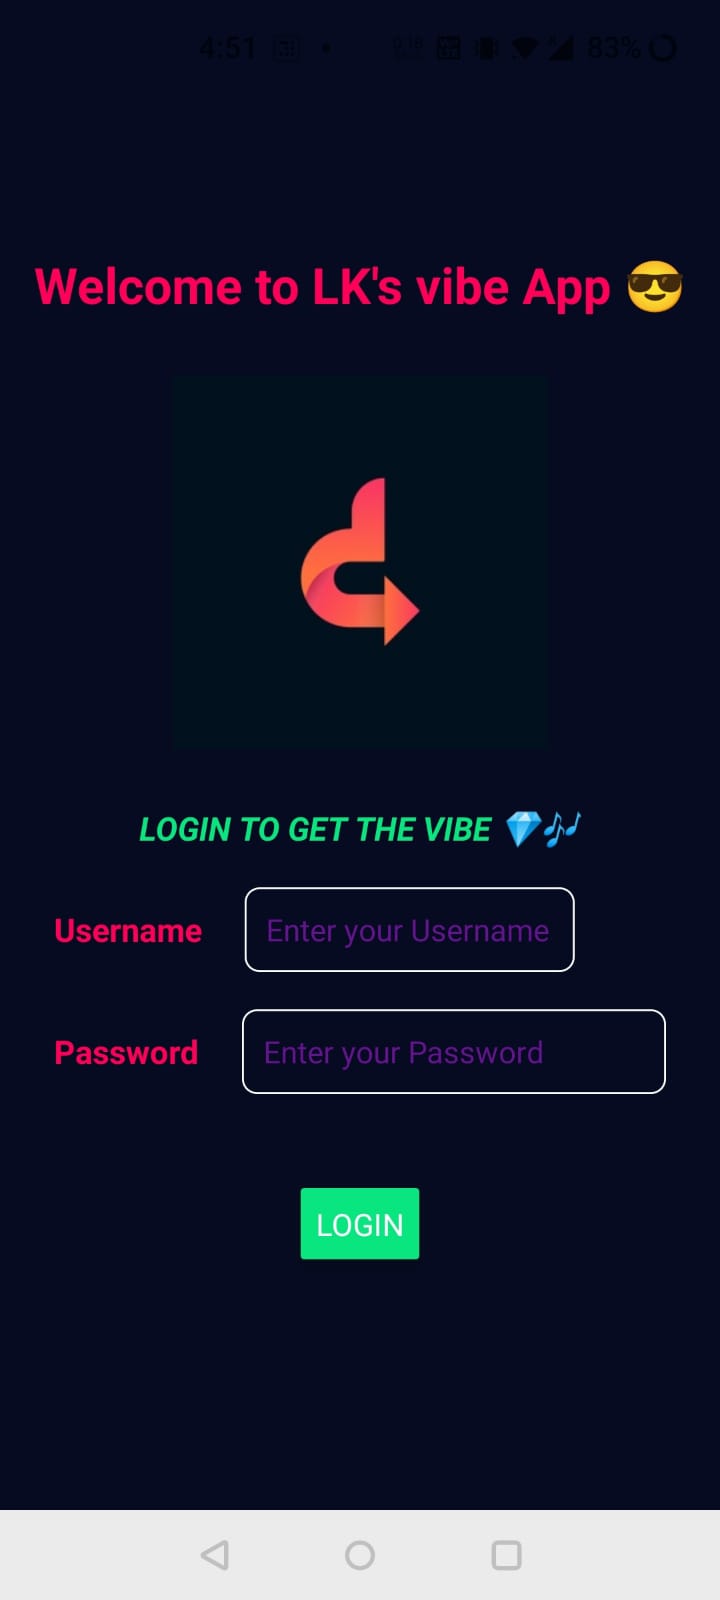 4:51 83%
Welcome to LK's vibe App 😎
LOGIN TO GET THE VIBE 💎🎶
Username Enter your Username
Password Enter your Password
LOGIN